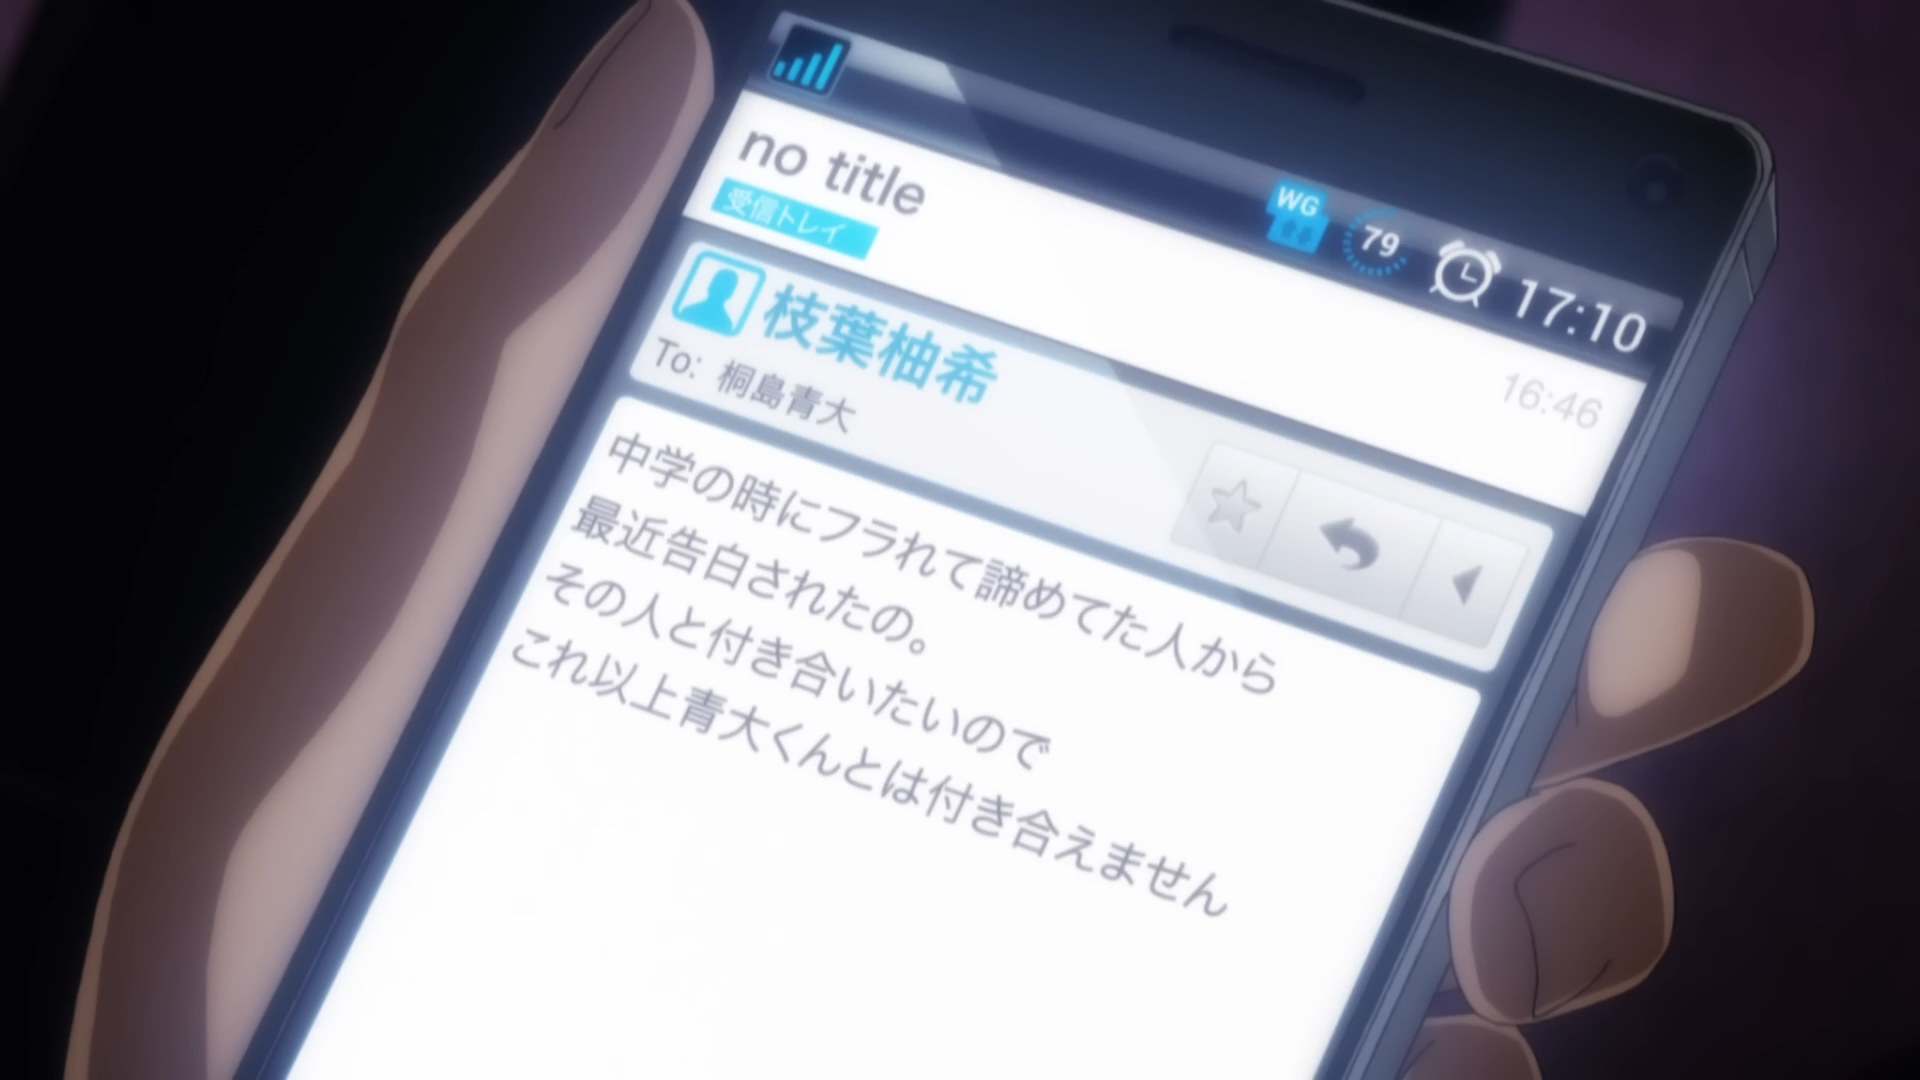 WG
79
17:10
no title
受信トレイ
16:46
枝葉柚希
To: 桐島青大
中学の時にフラれて諦めてた人から
最近告白されたの。
その人と付き合いたいので
これ以上青大くんとは付き合えません